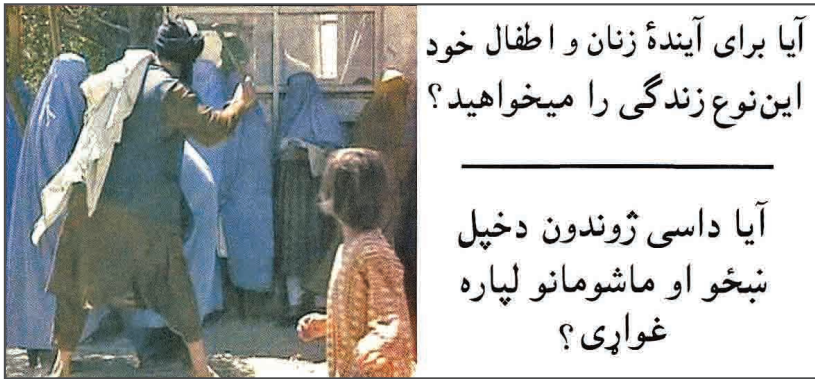 آیا برای آیندهٔ زنان و اطفال خود
این‌نوع زندگی را میخواهید؟
آیا داسی ژوندون دخپل
ښځو او ماشومانو لپاره
غواړی؟